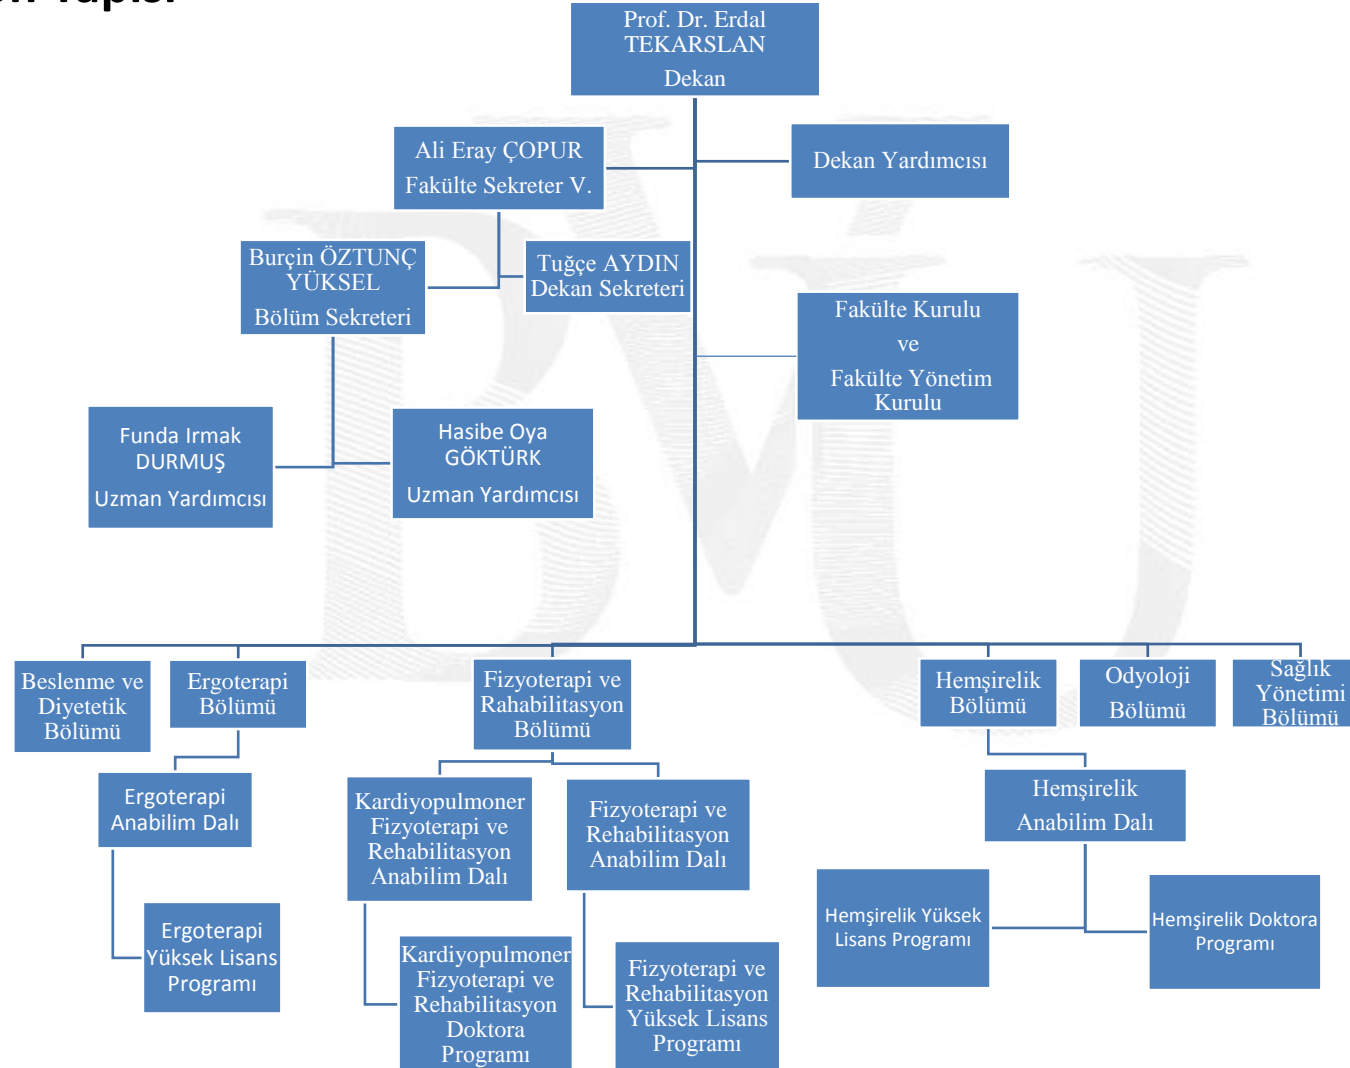 Prof. Dr. Erdal
TEKARSLAN
Dekan
Ali Eray ÇOPUR
Fakülte Sekreter V.
Dekan Yardımcısı
Burçin ÖZTUNÇ
YÜKSEL
Bölüm Sekreteri
Tuğçe AYDIN
Dekan Sekreteri
Fakülte Kurulu
ve
Fakülte Yönetim
Kurulu
Funda Irmak
DURMUŞ
Uzman Yardımcısı
Hasibe Oya
GÖKTÜRK
Uzman Yardımcısı
Beslenme ve
Diyetetik
Bölümü
Ergoterapi
Bölümü
Fizyoterapi ve
Rahabilitasyon
Bölümü
Hemşirelik
Bölümü
Odyoloji
Bölümü
Sağlık
Yönetimi
Bölümü
Ergoterapi
Anabilim Dalı
Kardiyopulmoner
Fizyoterapi ve
Rehabilitasyon
Anabilim Dalı
Fizyoterapi ve
Rehabilitasyon
Anabilim Dalı
Hemşirelik
Anabilim Dalı
Ergoterapi
Yüksek Lisans
Programı
Kardiyopulmoner
Fizyoterapi ve
Rehabilitasyon
Doktora
Programı
Fizyoterapi ve
Rehabilitasyon
Yüksek Lisans
Programı
Hemşirelik Yüksek
Lisans Programı
Hemşirelik Doktora
Programı